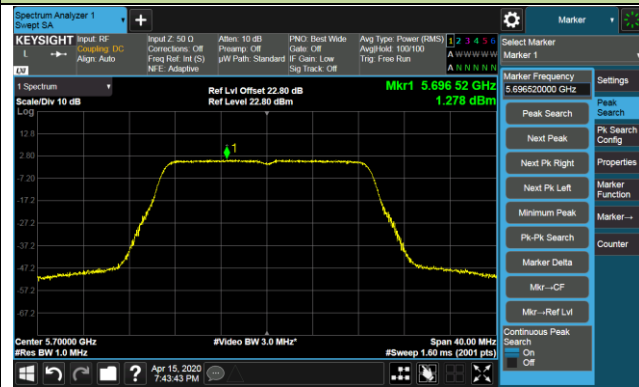 Spectrum Analyzer 1
Swept SA
Marker
KEYSIGHT
L
LXI
Input: RF
Coupling: DC
Align: Auto
Input Z: 50 Ω
Corrections: Off
Freq Ref: Int (S)
NFE: Adaptive
Atten: 10 dB
Preamp: Off
µW Path: Standard
PNO: Best Wide
Gate: Off
IF Gain: Low
Sig Track: Off
Avg Type: Power (RMS)
Avg|Hold: 100/100
Trig: Free Run
1 2 3 4 5 6
A W W W W W
A N N N N N
Select Marker
Marker 1
1 Spectrum
Scale/Div 10 dB
Ref Lvl Offset 22.80 dB
Ref Level 22.80 dBm
Mkr1 5.696 52 GHz
1.278 dBm
Log
12.8
2.80
-7.20
-17.2
-27.2
-37.2
-47.2
-57.2
-67.2
1
Center 5.70000 GHz
#Res BW 1.0 MHz
#Video BW 3.0 MHz*
Span 40.00 MHz
#Sweep 1.60 ms (2001 pts)
Marker Frequency
5.696520000 GHz
Peak Search
Next Peak
Next Pk Right
Next Pk Left
Minimum Peak
Pk-Pk Search
Marker Delta
Mkr→CF
Mkr→Ref Lvl
Continuous Peak
Search
On
Off
Settings
Peak
Search
Pk Search
Config
Properties
Marker
Function
Marker→
Counter
?
Apr 15, 2020
7:43:43 PM